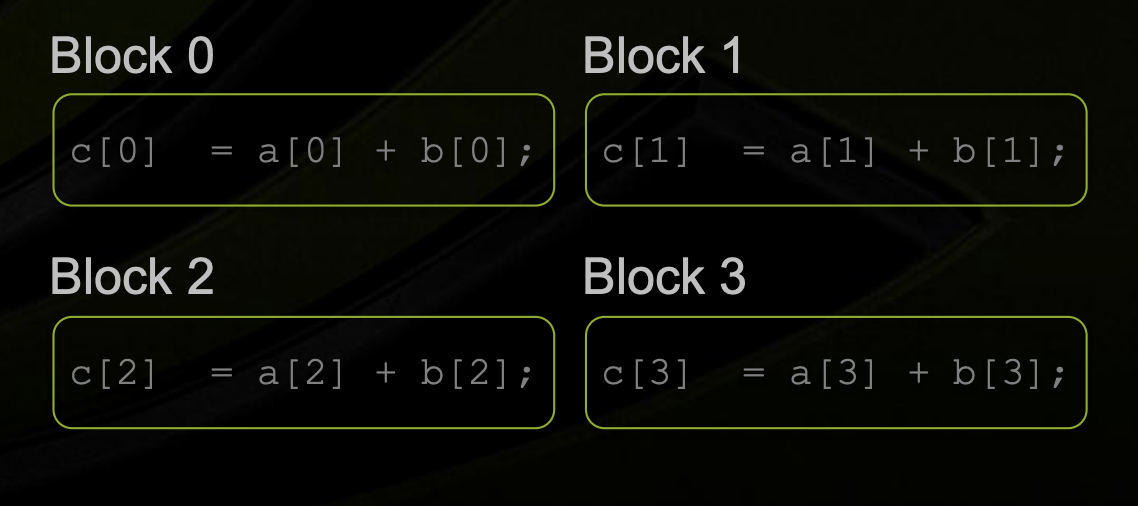 Block 0
c[0]  = a[0] + b[0];
Block 1
c[1]  = a[1] + b[1];
Block 2
c[2]  = a[2] + b[2];
Block 3
c[3]  = a[3] + b[3];